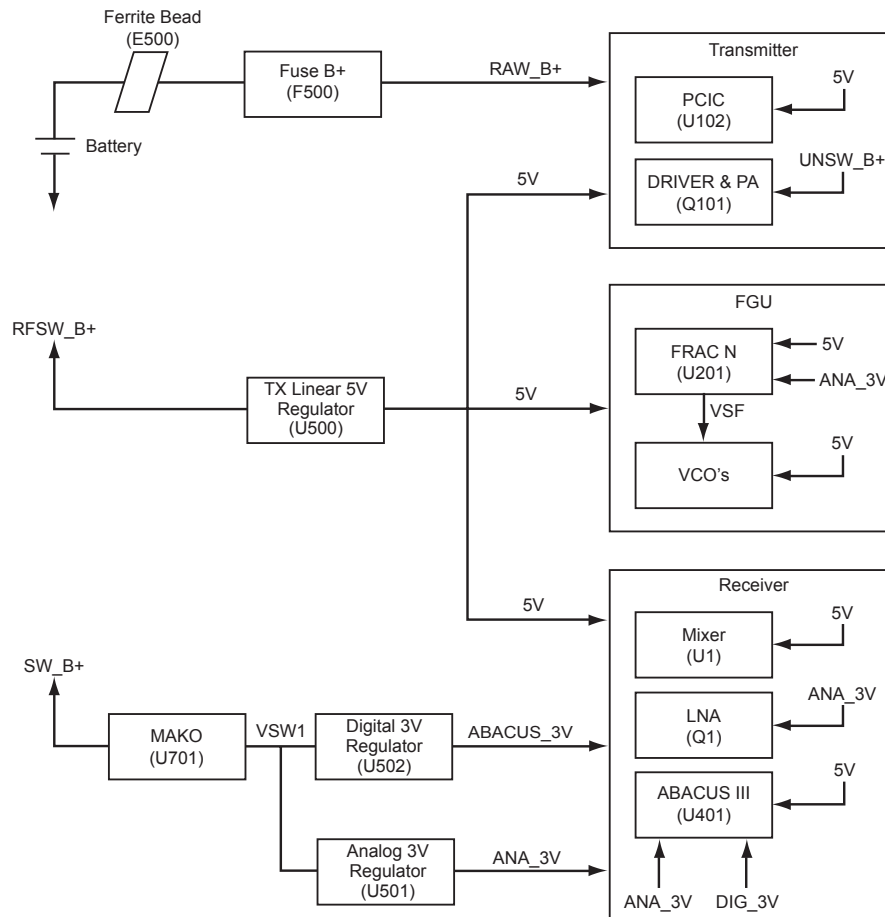 Ferrite Bead
(E500)
Fuse B+
(F500)
RAW_B+
Battery
Transmitter
PCIC
(U102)
5V
DRIVER & PA
(Q101)
UNSW_B+
5V
RFSW_B+
TX Linear 5V
Regulator
(U500)
5V
FGU
FRAC N
(U201)
5V
ANA_3V
VSF
VCO's
5V
5V
Receiver
Mixer
(U1)
5V
LNA
(Q1)
ANA_3V
ABACUS III
(U401)
5V
ANA_3V
DIG_3V
SW_B+
MAKO
(U701)
VSW1
Digital 3V
Regulator
(U502)
ABACUS_3V
Analog 3V
Regulator
(U501)
ANA_3V